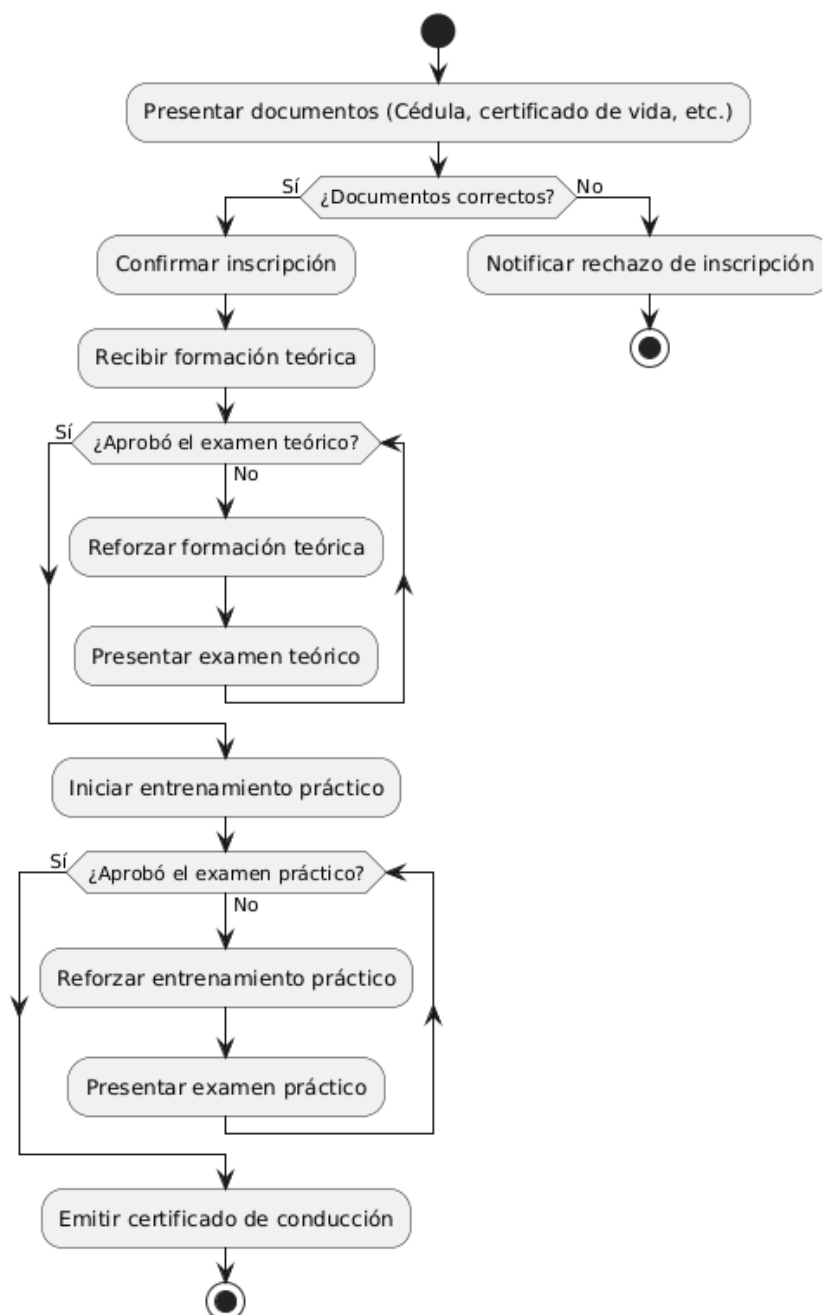 Presentar documentos (Cédula, certificado de vida, etc.)
Sí
¿Documentos correctos?
No
Confirmar inscripción
Notificar rechazo de inscripción
Recibir formación teórica
Sí
¿Aprobó el examen teórico?
No
Reforzar formación teórica
Presentar examen teórico
Iniciar entrenamiento práctico
Sí
¿Aprobó el examen práctico?
No
Reforzar entrenamiento práctico
Presentar examen práctico
Emitir certificado de conducción